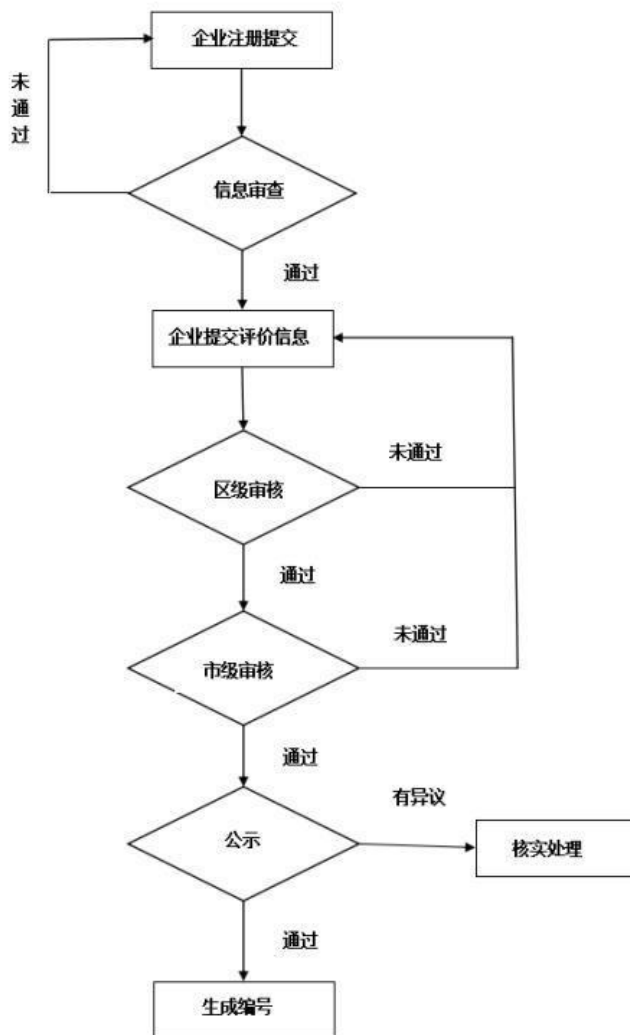 企业注册提交
未通过
信息审查
通过
企业提交评价信息
未通过
区级审核
通过
未通过
市级审核
通过
有异议
公示
核实处理
通过
生成编号